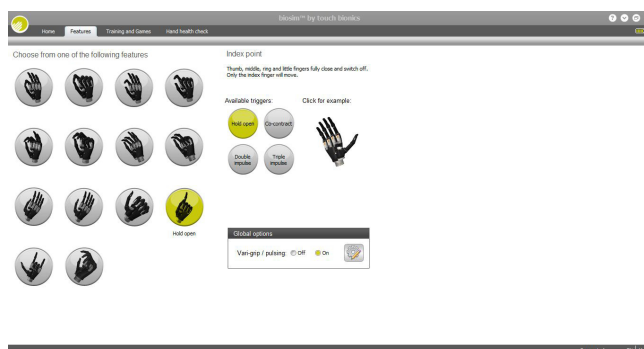 biosim™ by touch bionics
Home Features Training and Games Hand health check
Choose from one of the following features
Index point
Thumb, middle, ring and little fingers fully close and switch off.
Only the index finger will move.
Available triggers: Click for example:
Hold open Co-contract
Double impulse Triple impulse
Hold open
Global options
Vari-grip / pulsing: Off On